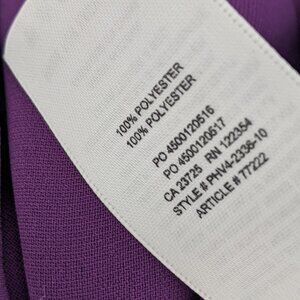 100% POLYESTER
100% POLYESTER
PO 4500120516
PO 4500120517
CA 23725 RN 122354
STYLE # PHV4-2336-10
ARTICLE # 77222